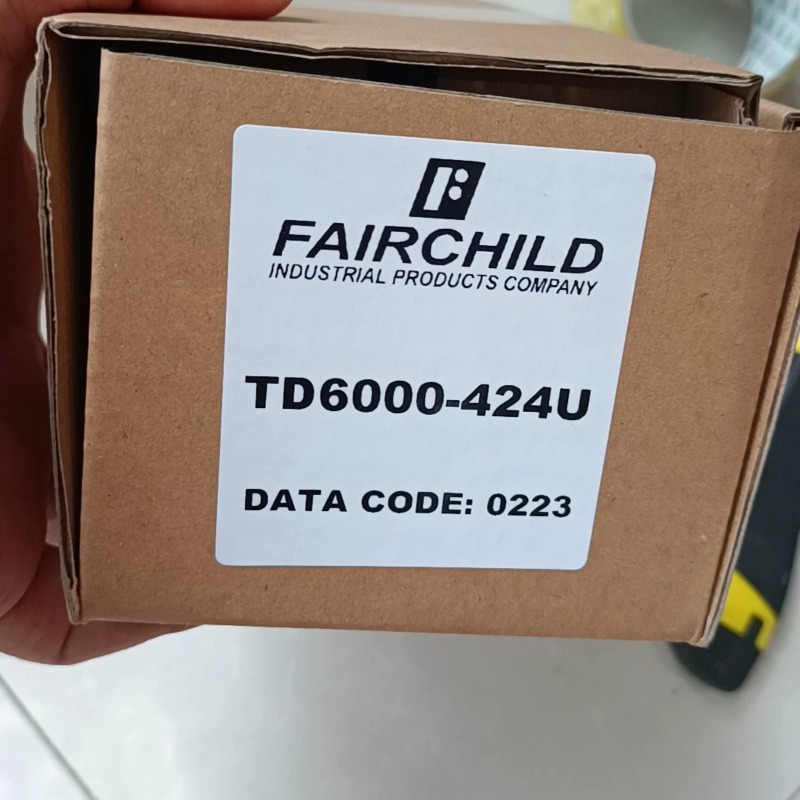 FAIRCHILD
INDUSTRIAL PRODUCTS COMPANY
TD6000-424U
DATA CODE: 0223